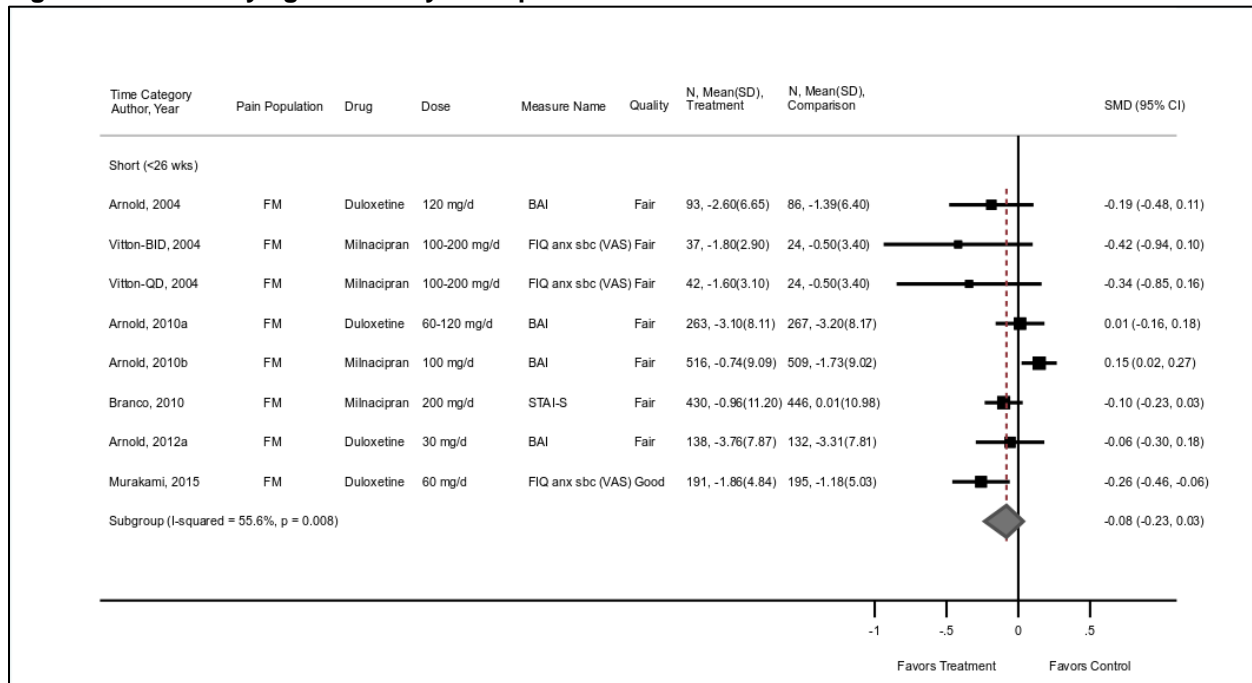 Time Category
Author, Year Pain Population Drug Dose Measure Name Quality N, Mean(SD), Treatment N, Mean(SD), Comparison SMD (95% CI)
Short (<26 wks)
Arnold, 2004 FM Duloxetine 120 mg/d BAI Fair 93, -2.60(6.65) 86, -1.39(6.40) -0.19 (-0.48, 0.11)
Vitton-BID, 2004 FM Milnacipran 100-200 mg/d FIQ anx sbc (VAS) Fair 37, -1.80(2.90) 24, -0.50(3.40) -0.42 (-0.94, 0.10)
Vitton-QD, 2004 FM Milnacipran 100-200 mg/d FIQ anx sbc (VAS) Fair 42, -1.60(3.10) 24, -0.50(3.40) -0.34 (-0.85, 0.16)
Arnold, 2010a FM Duloxetine 60-120 mg/d BAI Fair 263, -3.10(8.11) 267, -3.20(8.17) 0.01 (-0.16, 0.18)
Arnold, 2010b FM Milnacipran 100 mg/d BAI Fair 516, -0.74(9.09) 509, -1.73(9.02) 0.15 (0.02, 0.27)
Branco, 2010 FM Milnacipran 200 mg/d STAI-S Fair 430, -0.96(11.20) 446, 0.01(10.98) -0.10 (-0.23, 0.03)
Arnold, 2012a FM Duloxetine 30 mg/d BAI Fair 138, -3.76(7.87) 132, -3.31(7.81) -0.06 (-0.30, 0.18)
Murakami, 2015 FM Duloxetine 60 mg/d FIQ anx sbc (VAS) Good 191, -1.86(4.84) 195, -1.18(5.03) -0.26 (-0.46, -0.06)
Subgroup (I-squared = 55.6%, p = 0.008) -0.08 (-0.23, 0.03)
-1 -.5 0 .5
Favors Treatment Favors Control